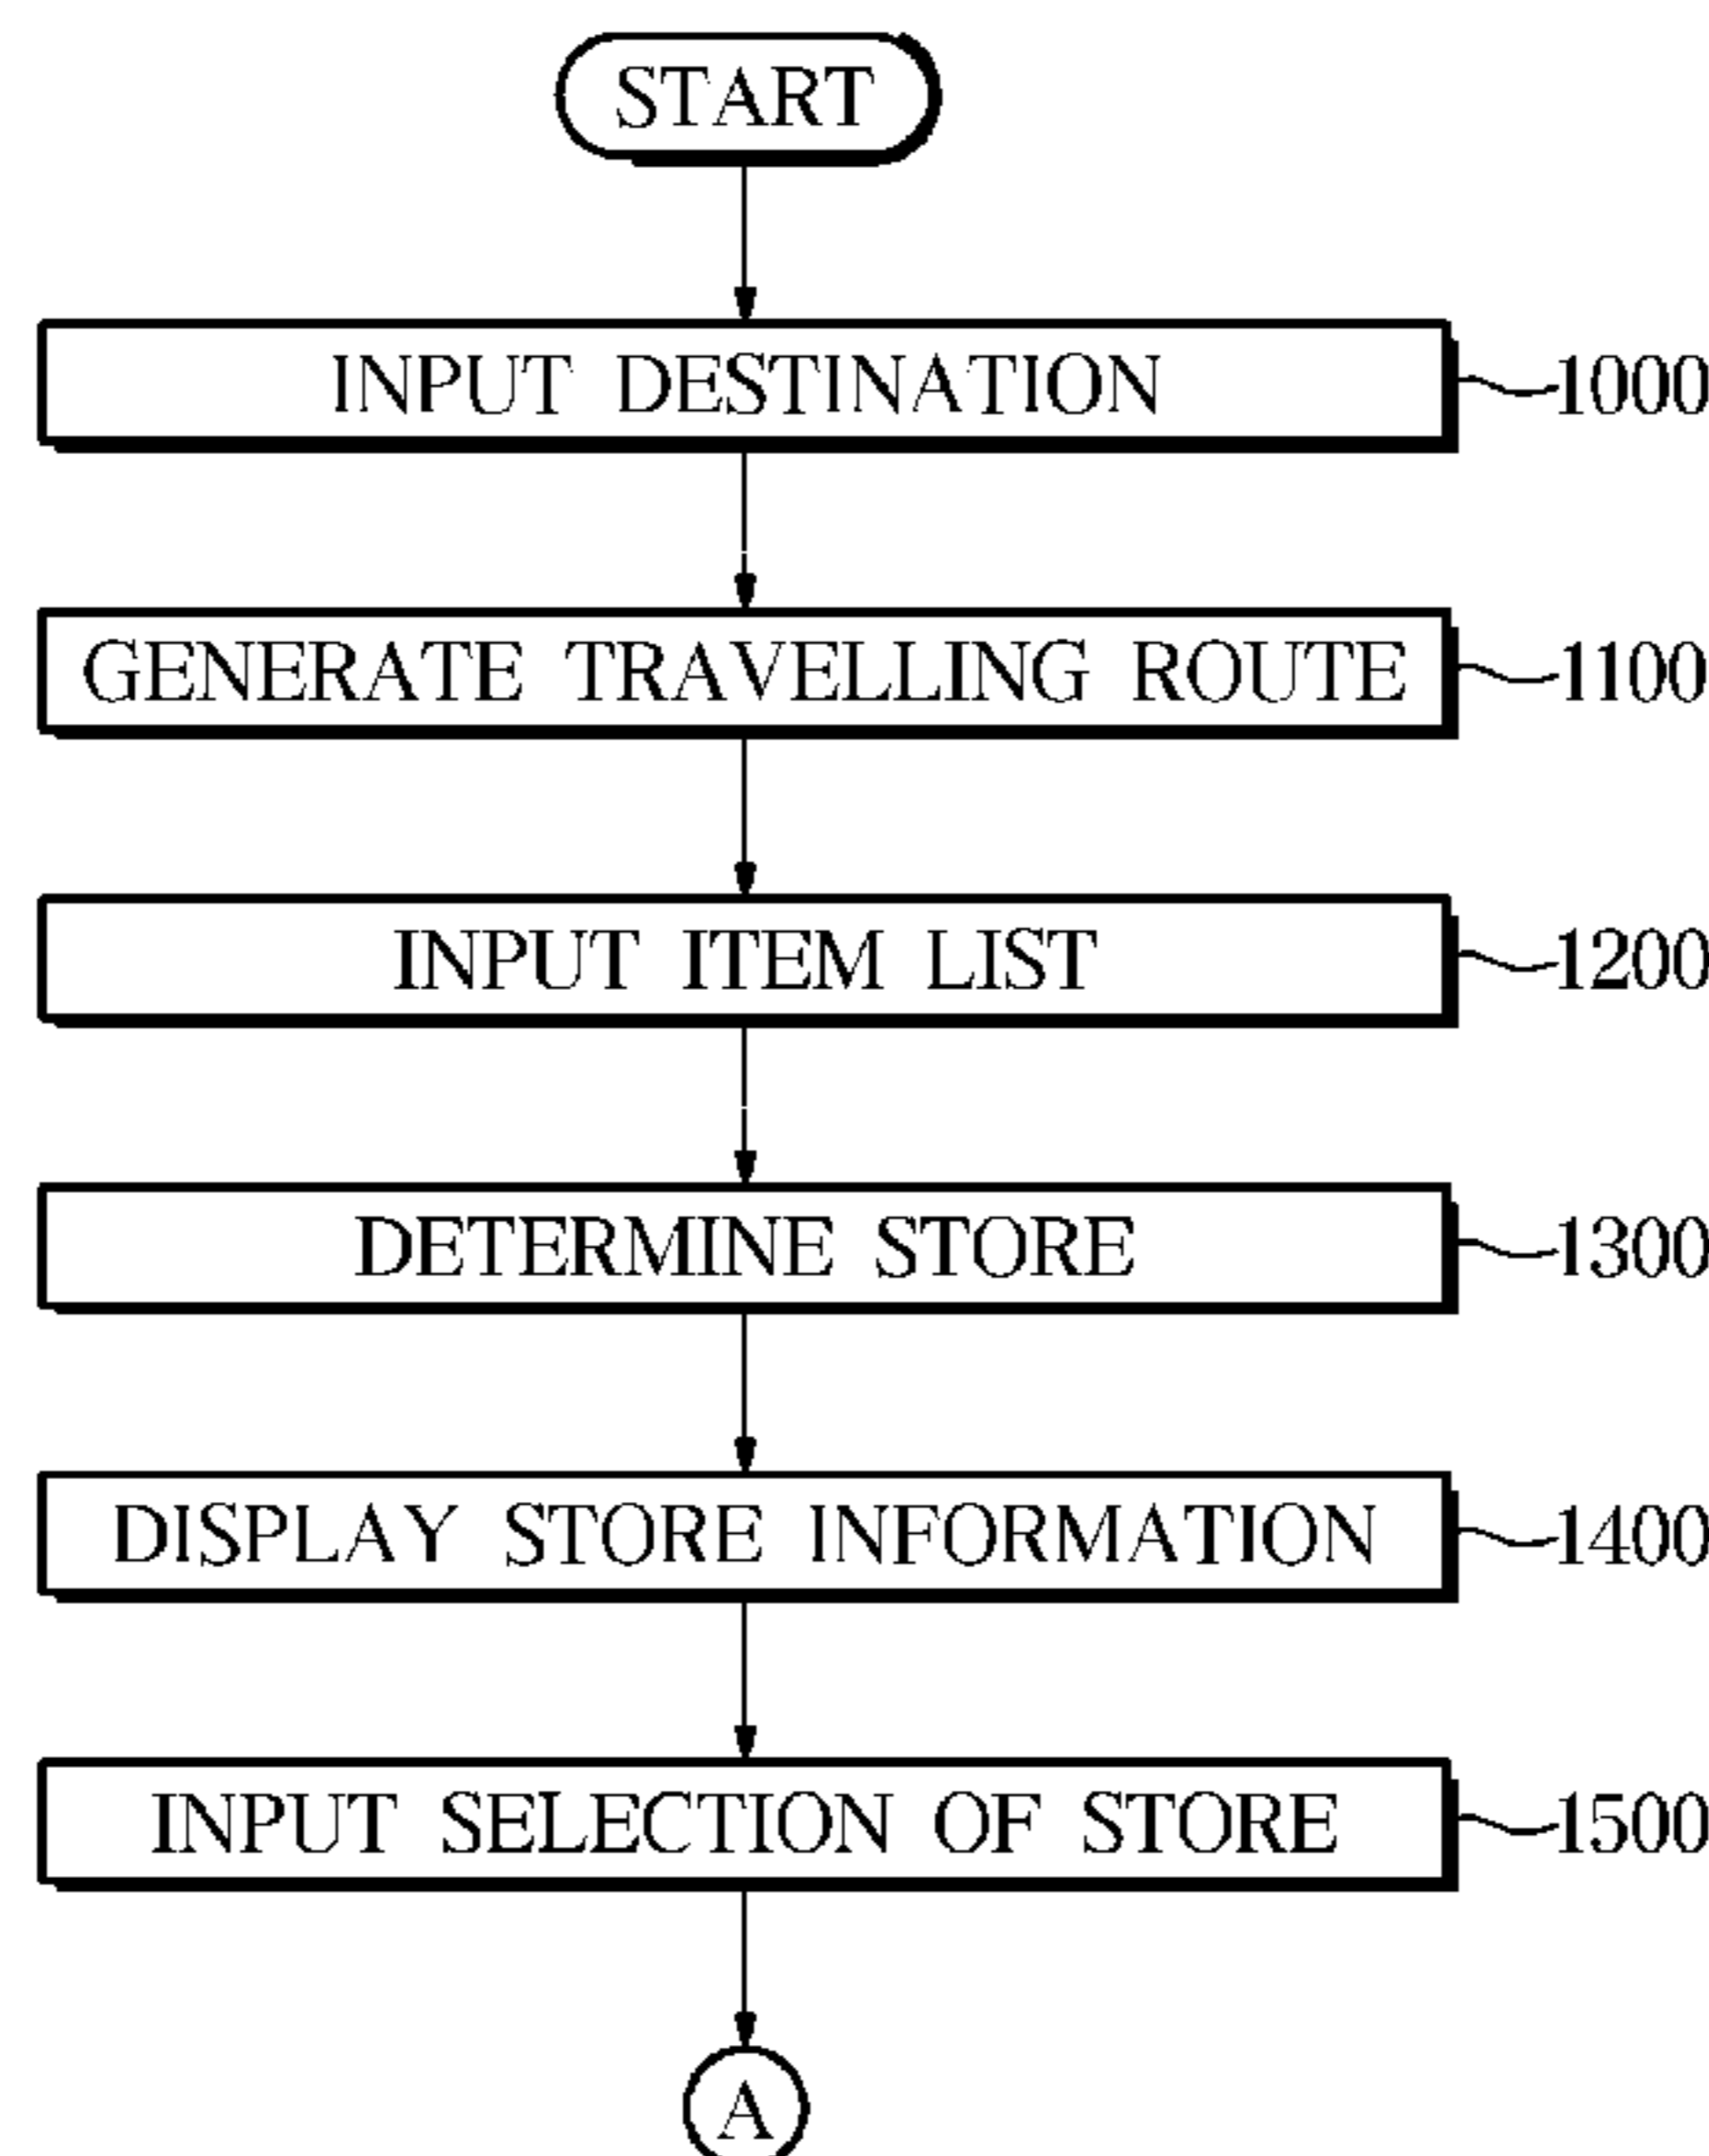 START
INPUT DESTINATION
1000
GENERATE TRAVELLING ROUTE
1100
INPUT ITEM LIST
1200
DETERMINE STORE
1300
DISPLAY STORE INFORMATION
1400
INPUT SELECTION OF STORE
1500
A